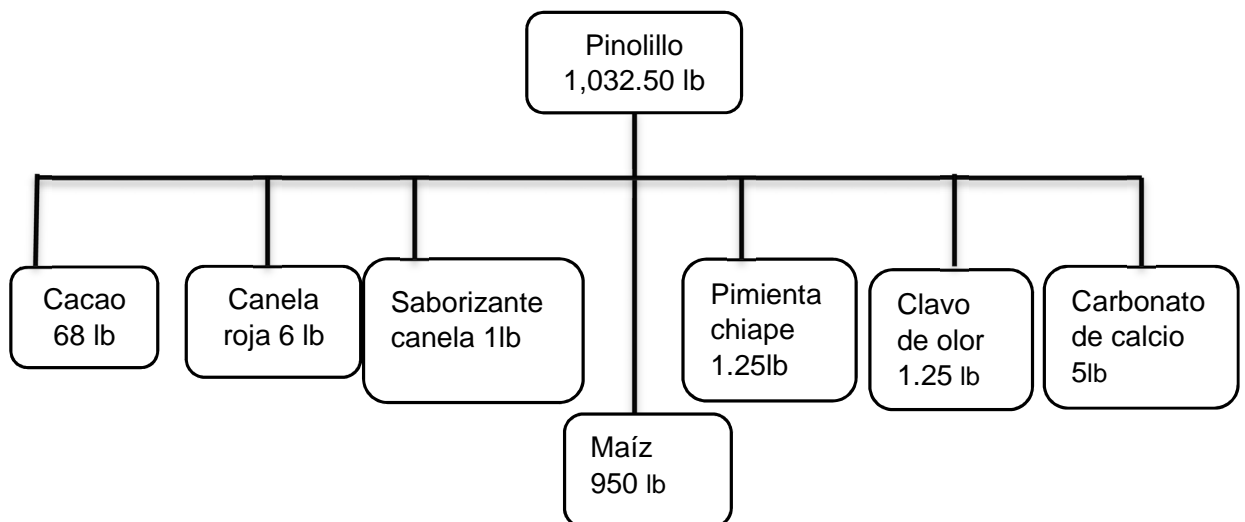 Pinolillo
1,032.50 lb
Cacao
68 lb
Canela
roja 6 lb
Saborizante
canela 1lb
Pimienta
chiape
1.25lb
Clavo
de olor
1.25 lb
Carbonato
de calcio
5lb
Maíz
950 lb